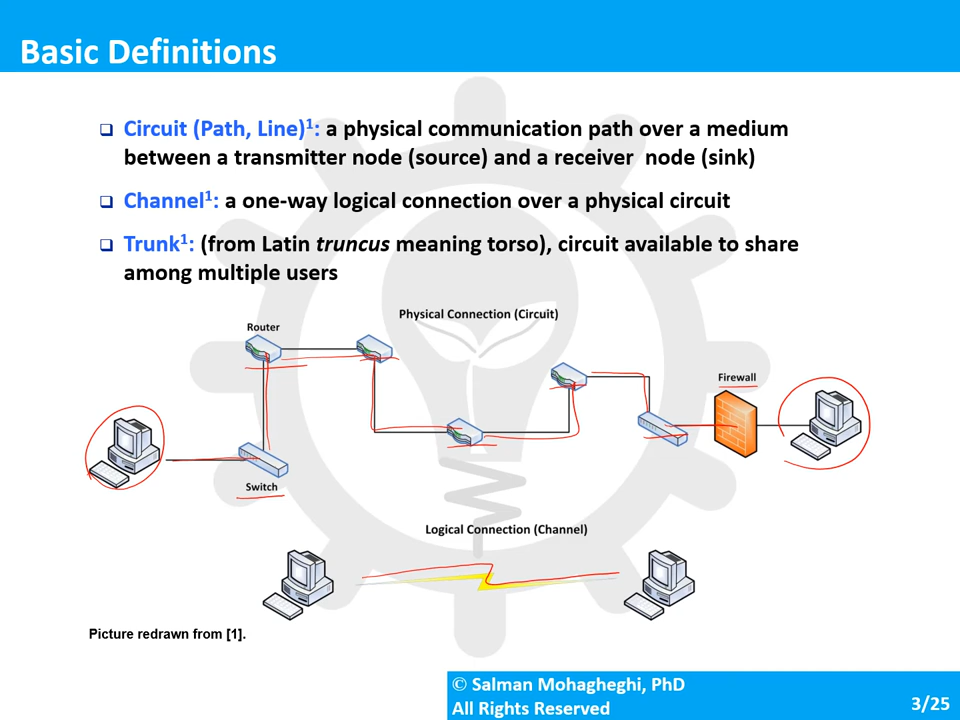 Basic Definitions
Circuit (Path, Line)1: a physical communication path over a medium
between a transmitter node (source) and a receiver node (sink)
Channel1: a one-way logical connection over a physical circuit
Trunk1: (from Latin truncus meaning torso), circuit available to share
among multiple users
Physical Connection (Circuit)
Router
Firewall
Switch
Logical Connection (Channel)
Picture redrawn from [1].
© Salman Mohagheghi, PhD
All Rights Reserved
3/25